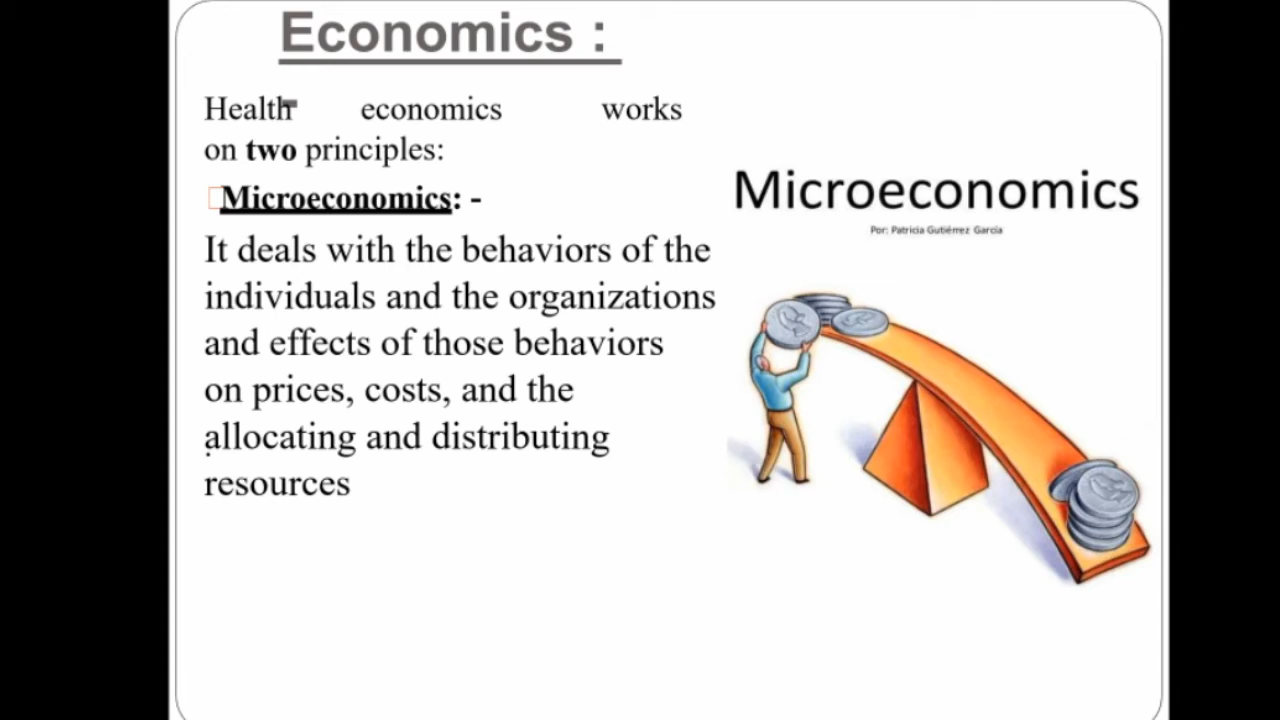 Economics :
Health economics works
on two principles:
Microeconomics: -
It deals with the behaviors of the
individuals and the organizations
and effects of those behaviors
on prices, costs, and the
allocating and distributing
resources
Microeconomics
Por: Patricia Gutiérrez García